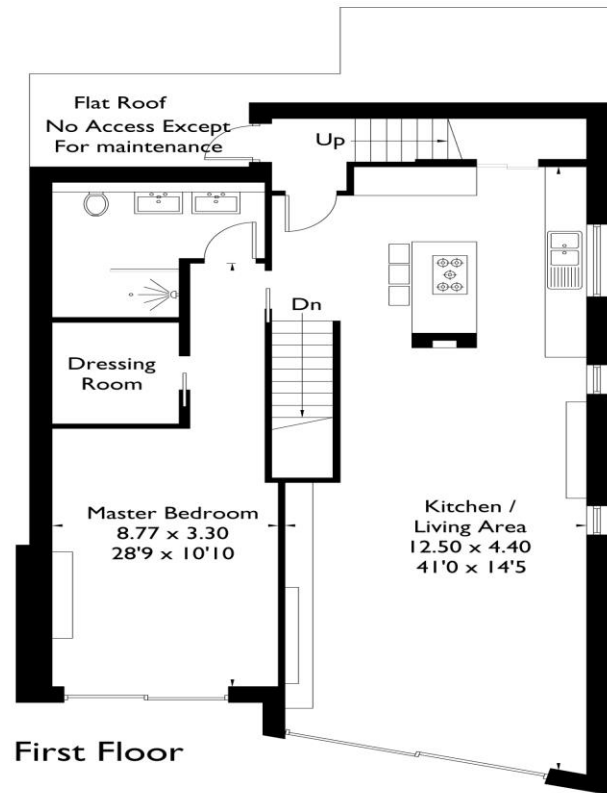 Flat Roof
No Access Except
For maintenance
Up
Dn
Dressing
Room
Master Bedroom
8.77 x 3.30
28'9 x 10'10
Kitchen /
Living Area
12.50 x 4.40
41'0 x 14'5
First Floor